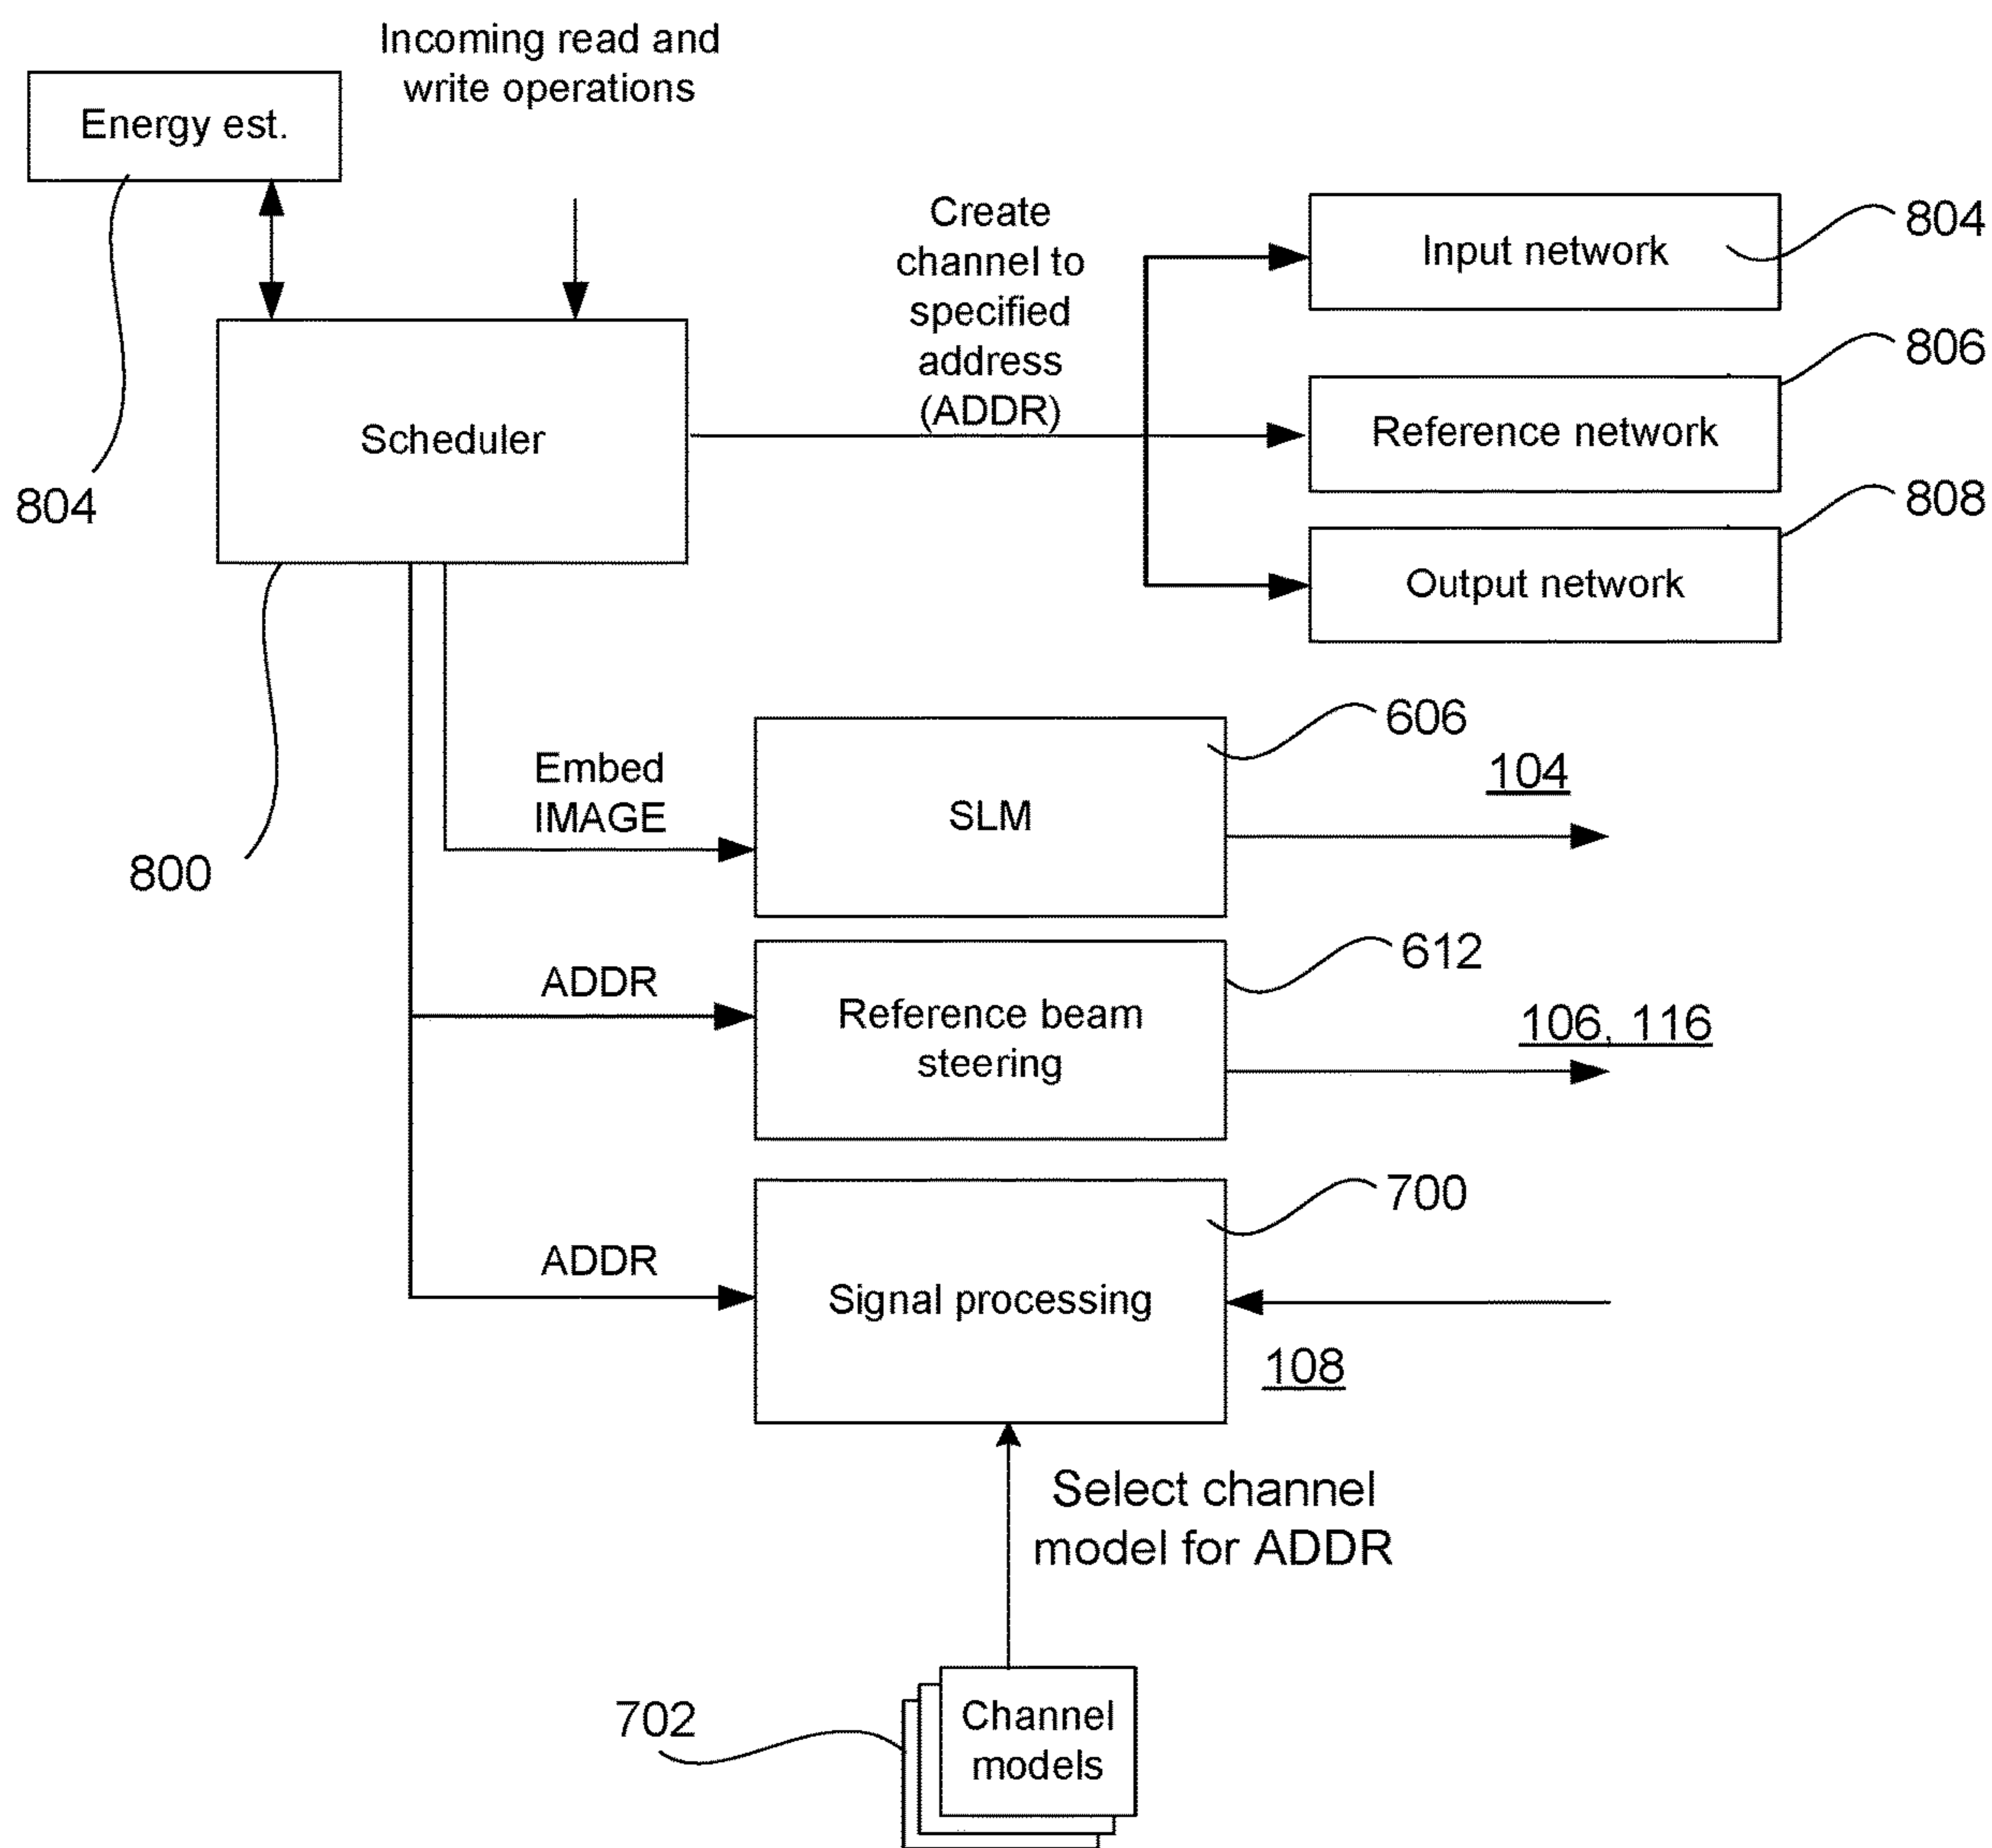 Incoming read and
write operations
Energy est.
804
Scheduler
800
Create
channel to
specified
address
(ADDR)
Input network
804
Reference network
806
Output network
808
Embed
IMAGE
SLM
606
104
ADDR
Reference beam
steering
612
106, 116
ADDR
Signal processing
700
108
Select channel
model for ADDR
Channel
models
702